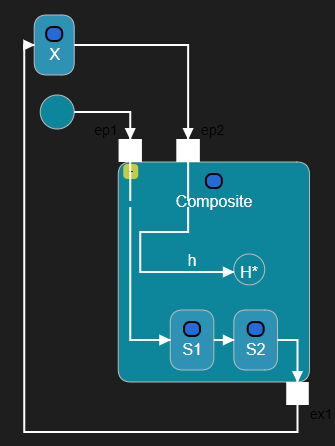 X
ep1
ep2
Composite
h
H*
S1
S2
ex1